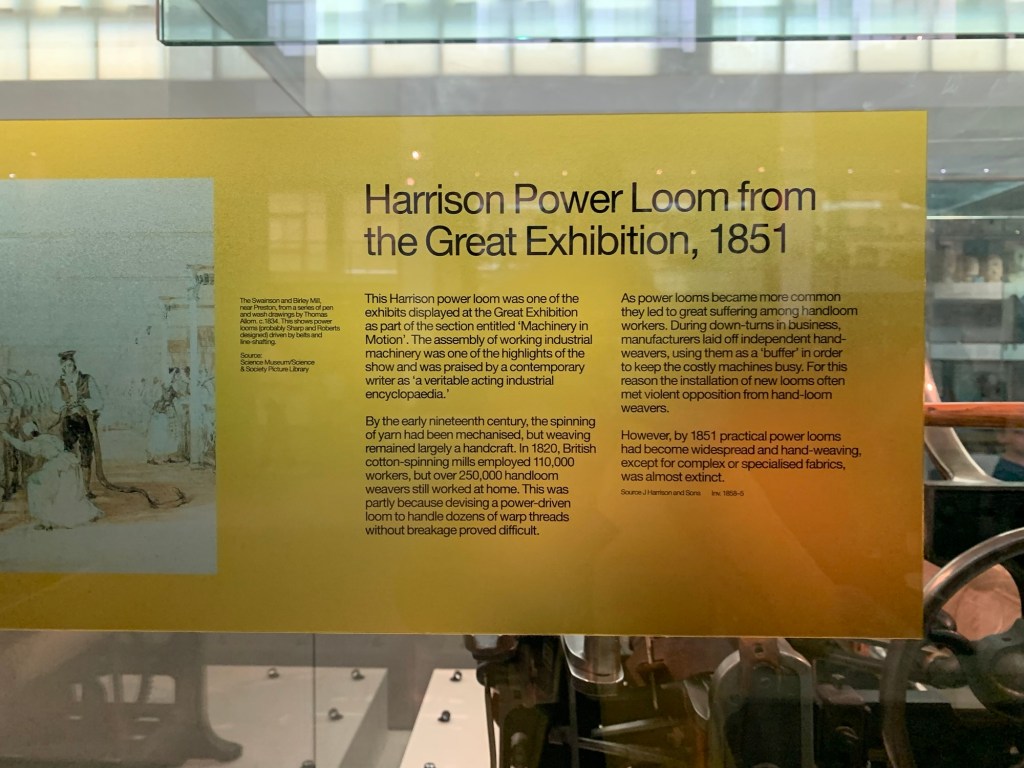 Harrison Power Loom from
the Great Exhibition, 1851
The Swainson and Birley Mill,
near Preston, from a series of pen
and wash drawings by Thomas
Allom, c.1834. This shows power
looms (probably Sharp and Roberts
designed) driven by belts and
line-shafting.
Source:
Science Museum/Science
& Society Picture Library
This Harrison power loom was one of the
exhibits displayed at the Great Exhibition
as part of the section entitled ‘Machinery in
Motion’. The assembly of working industrial
machinery was one of the highlights of the
show and was praised by a contemporary
writer as ‘a veritable acting industrial
encyclopaedia.’
By the early nineteenth century, the spinning
of yarn had been mechanised, but weaving
remained largely a handcraft. In 1820, British
cotton-spinning mills employed 110,000
workers, but over 250,000 handloom
weavers still worked at home. This was
partly because devising a power-driven
loom to handle dozens of warp threads
without breakage proved difficult.
As power looms became more common
they led to great suffering among handloom
workers. During down-turns in business,
manufacturers laid off independent hand-
weavers, using them as a ‘buffer’ in order
to keep the costly machines busy. For this
reason the installation of new looms often
met violent opposition from hand-loom
weavers.
However, by 1851 practical power looms
had become widespread and hand-weaving,
except for complex or specialised fabrics,
was almost extinct.
Source J Harrison and Sons Inv. 1858-5